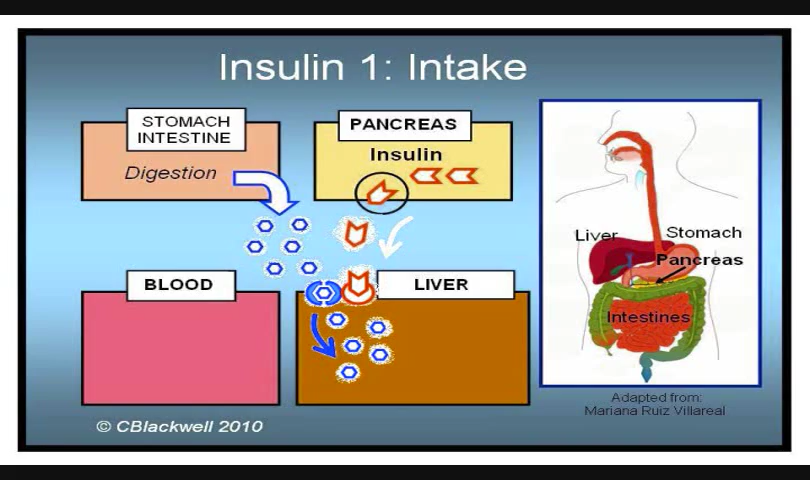 Insulin 1: Intake
STOMACH
INTESTINE
Digestion
PANCREAS
Insulin
BLOOD
LIVER
Liver
Stomach
Pancreas
Intestines
Adapted from:
Mariana Ruiz Villareal
© CBlackwell 2010